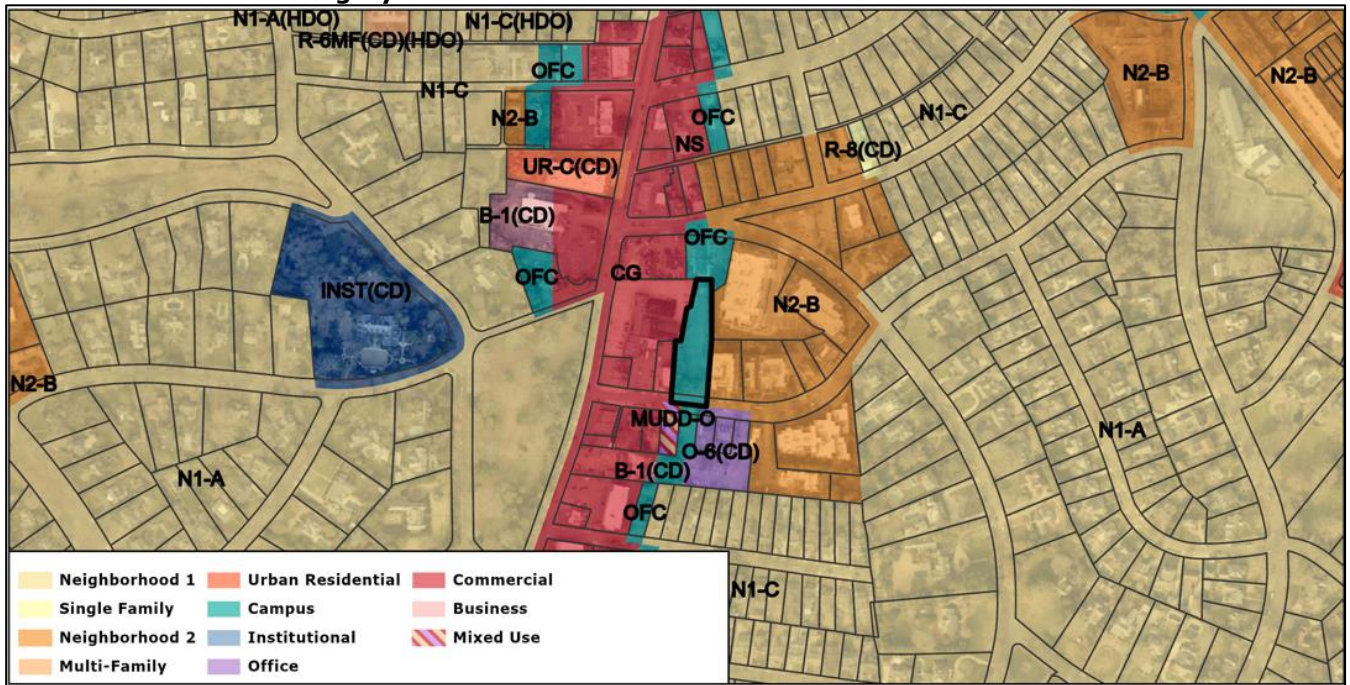 N1-A(HDO)
N1-C(HDO)
R-6MF(CD)(HDO)
OFC
N2-B
N2-B
N1-C
N1-C
N2-B
OFC
NS
R-8(CD)
UR-C(CD)
B-1(CD)
OFC
OFC
CG
INST(CD)
N2-B
N2-B
MUDD-O
N1-A
O-6(CD)
B-1(CD)
N1-A
OFC
N1-C
Neighborhood 1
Single Family
Neighborhood 2
Multi-Family
Urban Residential
Campus
Institutional
Office
Commercial
Business
Mixed Use